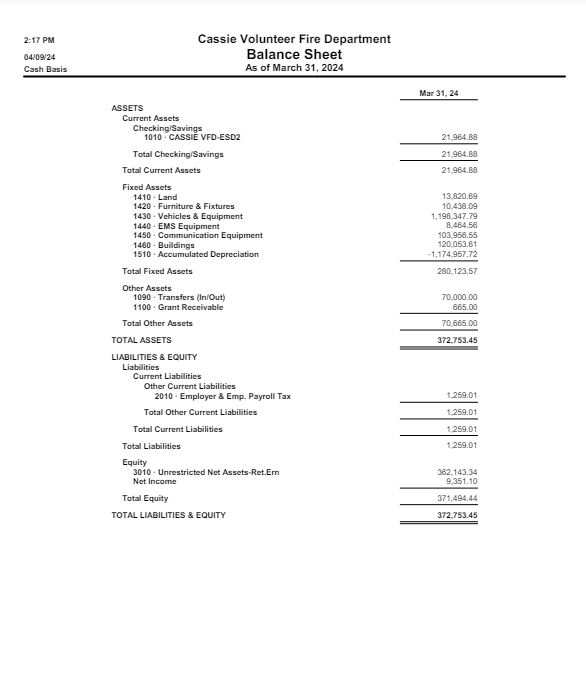 2:17 PM
Cassie Volunteer Fire Department
04/09/24
Balance Sheet
Cash Basis
As of March 31, 2024
Mar 31, 24
ASSETS
Current Assets
Checking/Savings
1010 · CASSIE VFD-ESD2 21,964.88
Total Checking/Savings 21,964.88
Total Current Assets 21,964.88
Fixed Assets
1410 · Land 13,820.69
1420 · Furniture & Fixtures 10,438.09
1430 · Vehicles & Equipment 1,198,347.79
1440 · EMS Equipment 8,464.56
1450 · Communication Equipment 103,956.55
1460 · Buildings 120,053.61
1510 · Accumulated Depreciation -1,174,957.72
Total Fixed Assets 280,123.57
Other Assets
1090 · Transfers (In/Out) 70,000.00
1100 · Grant Receivable 665.00
Total Other Assets 70,665.00
TOTAL ASSETS 372,753.45
LIABILITIES & EQUITY
Liabilities
Current Liabilities
Other Current Liabilities
2010 · Employer & Emp. Payroll Tax 1,259.01
Total Other Current Liabilities 1,259.01
Total Current Liabilities 1,259.01
Total Liabilities 1,259.01
Equity
3010 · Unrestricted Net Assets-Ret.Ern 362,143.34
Net Income 9,351.10
Total Equity 371,494.44
TOTAL LIABILITIES & EQUITY 372,753.45